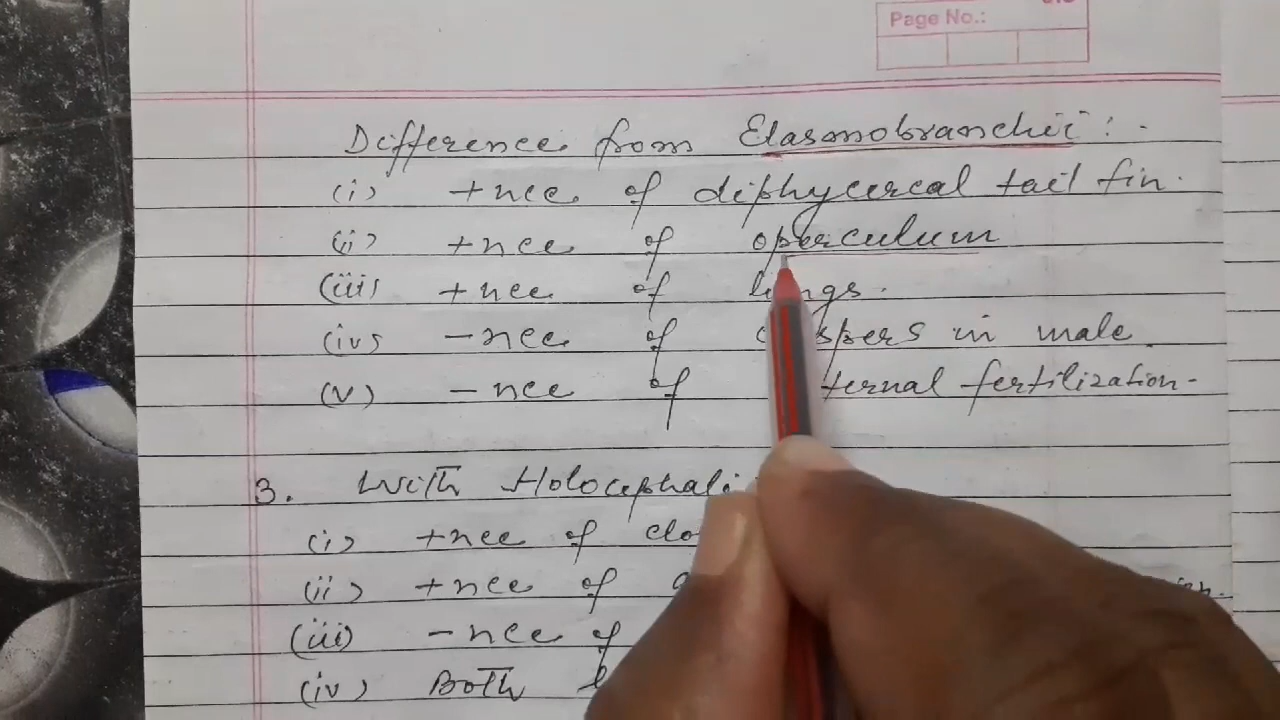 Page No.:
Difference from Elasmobranchii :-
(i) +nce of diphycercal tail fin.
(ii) +nce of operculum
(iii) +nce of lungs.
(iv) -nce of in male
(v) -nce of fertilization-
3. With Holocephali
(i) +nce of
(ii) +nce of
(iii) -nce of
(iv) Both